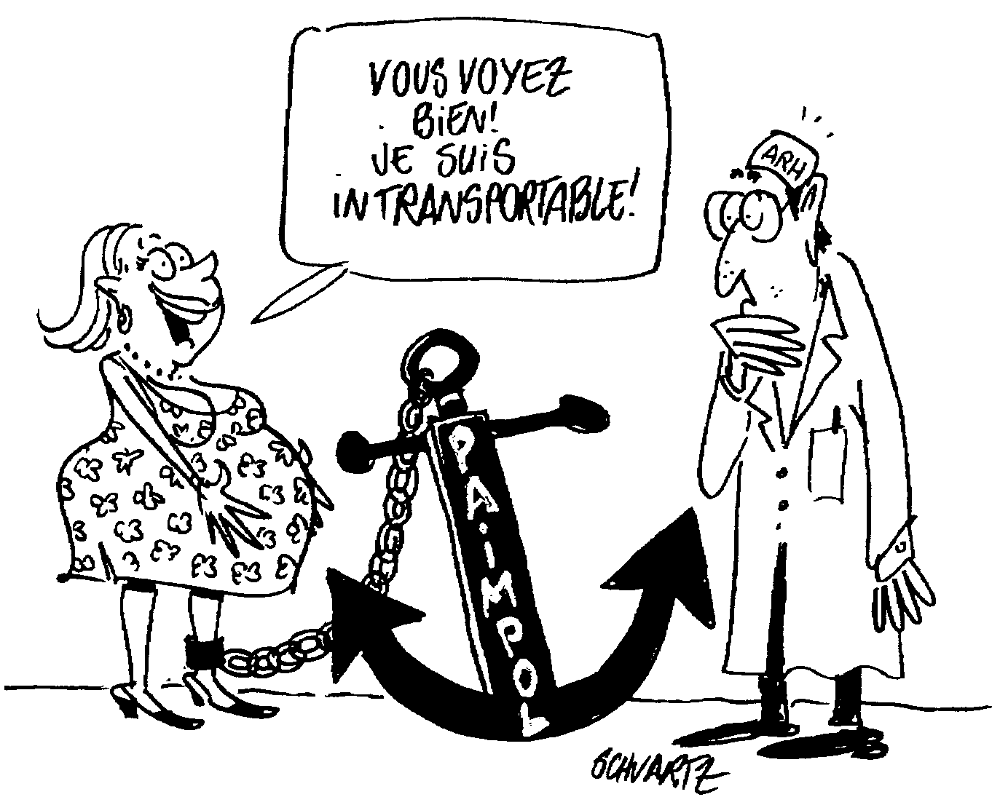 VOUS VOYEZ
BiEN!
JE SUiS
INTRANSPORTABLE!
ARH
PAiMPOL
SCHVARTZ